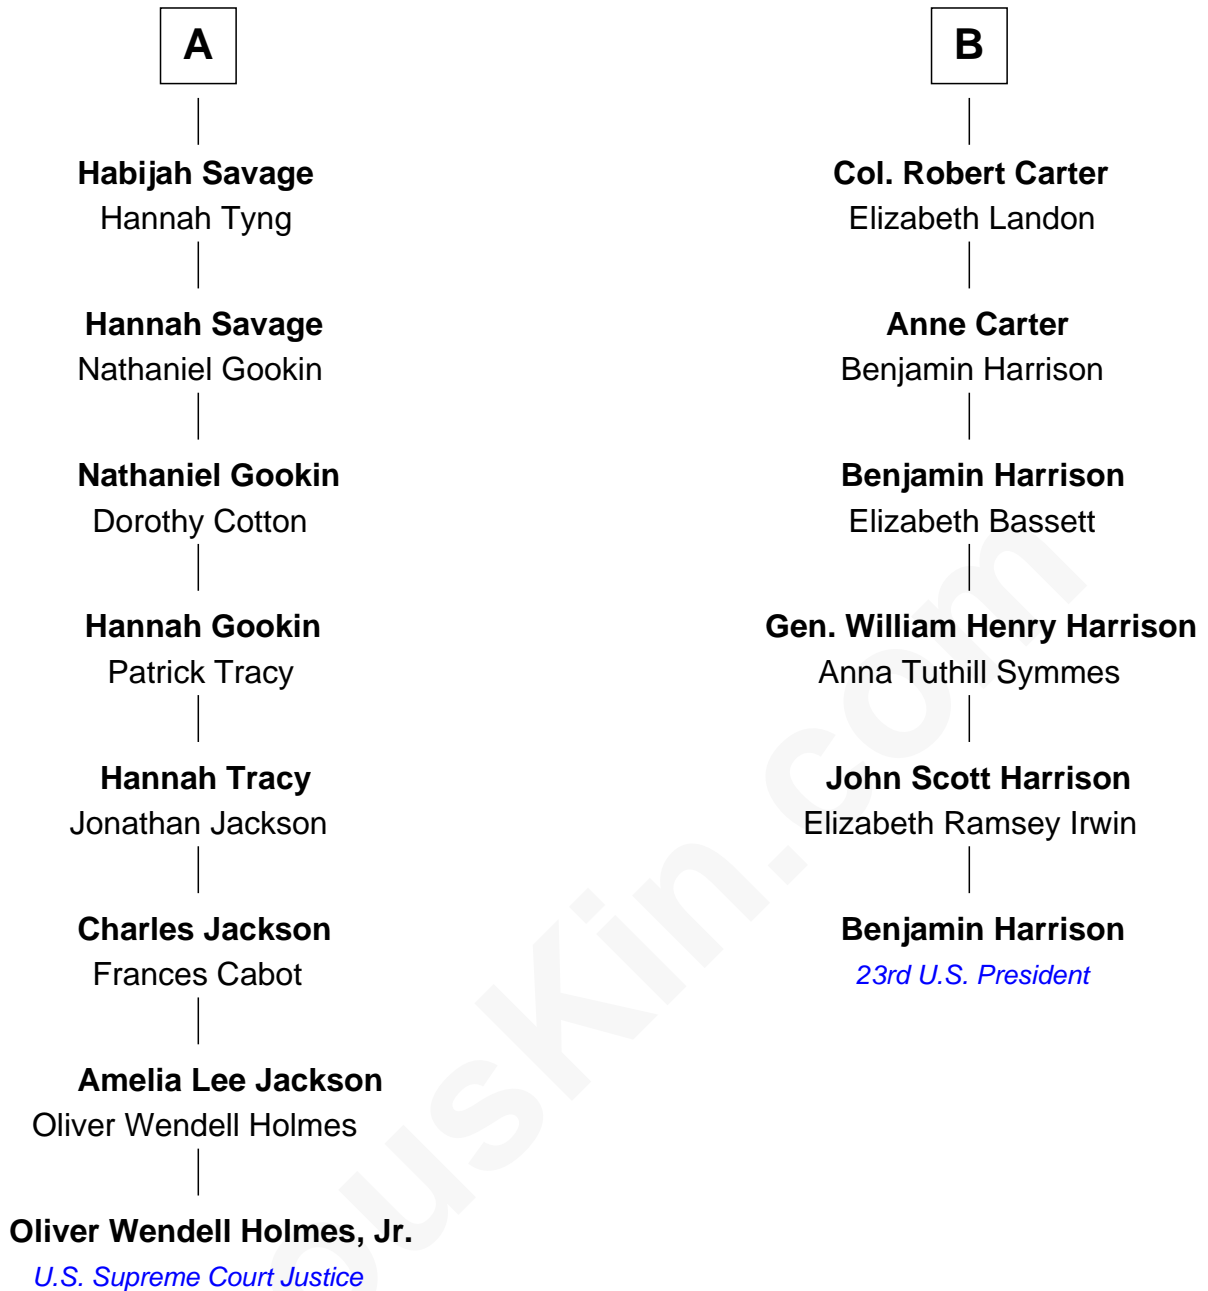 A
Habijah Savage
Hannah Tyng
Hannah Savage
Nathaniel Gookin
Nathaniel Gookin
Dorothy Cotton
Hannah Gookin
Patrick Tracy
Hannah Tracy
Jonathan Jackson
Charles Jackson
Frances Cabot
Amelia Lee Jackson
Oliver Wendell Holmes
Oliver Wendell Holmes, Jr.
U.S. Supreme Court Justice
B
Col. Robert Carter
Elizabeth Landon
Anne Carter
Benjamin Harrison
Benjamin Harrison
Elizabeth Bassett
Gen. William Henry Harrison
Anna Tuthill Symmes
John Scott Harrison
Elizabeth Ramsey Irwin
Benjamin Harrison
23rd U.S. President
ousKin.com